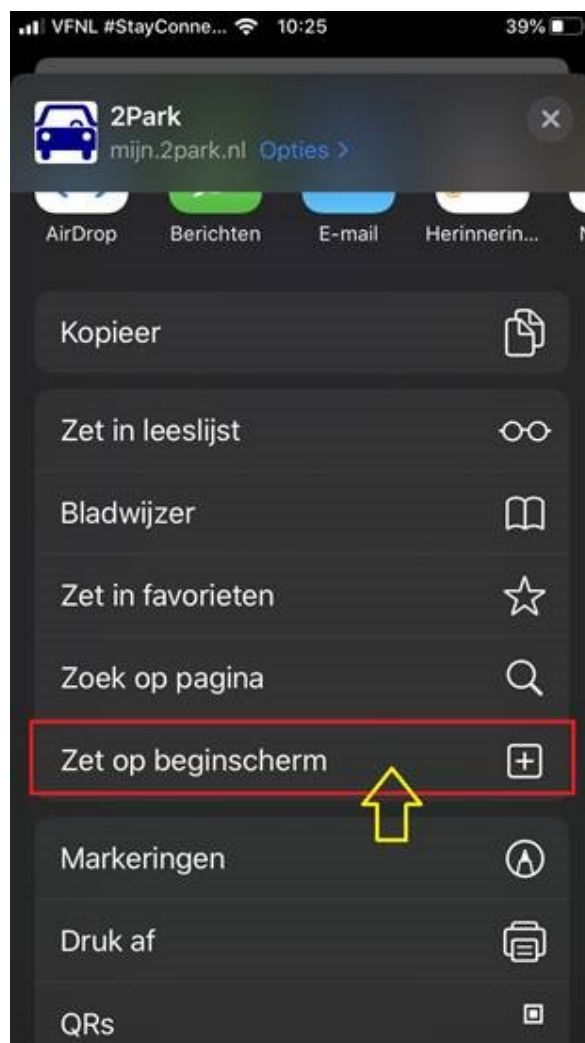 VFNL #StayConne... 10:25 39%
2Park
mijn.2park.nl Opties >
AirDrop Berichten E-mail Herinnerin...
Kopieer
Zet in leeslijst
Bladwijzer
Zet in favorieten
Zoek op pagina
Zet op beginscherm
Markeringen
Druk af
QRs